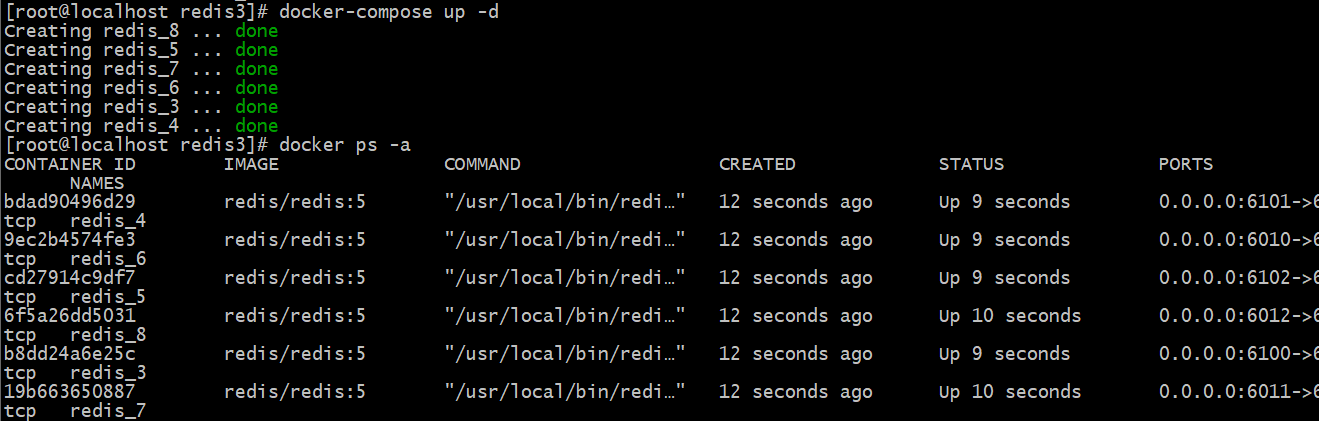 [root@localhost redis3]# docker-compose up -d
Creating redis_8 ... done
Creating redis_5 ... done
Creating redis_7 ... done
Creating redis_6 ... done
Creating redis_3 ... done
Creating redis_4 ... done
[root@localhost redis3]# docker ps -a
CONTAINER ID        IMAGE               COMMAND                  CREATED             STATUS              PORTS
      NAMES
bdad90496d29        redis/redis:5       "/usr/local/bin/redi…"   12 seconds ago      Up 9 seconds        0.0.0.0:6101->6
tcp   redis_4
9ec2b4574fe3        redis/redis:5       "/usr/local/bin/redi…"   12 seconds ago      Up 9 seconds        0.0.0.0:6010->6
tcp   redis_6
cd27914c9df7        redis/redis:5       "/usr/local/bin/redi…"   12 seconds ago      Up 9 seconds        0.0.0.0:6102->6
tcp   redis_5
6f5a26dd5031        redis/redis:5       "/usr/local/bin/redi…"   12 seconds ago      Up 10 seconds       0.0.0.0:6012->6
tcp   redis_8
b8dd24a6e25c        redis/redis:5       "/usr/local/bin/redi…"   12 seconds ago      Up 9 seconds        0.0.0.0:6100->6
tcp   redis_3
19b663650887        redis/redis:5       "/usr/local/bin/redi…"   12 seconds ago      Up 10 seconds       0.0.0.0:6011->6
tcp   redis_7